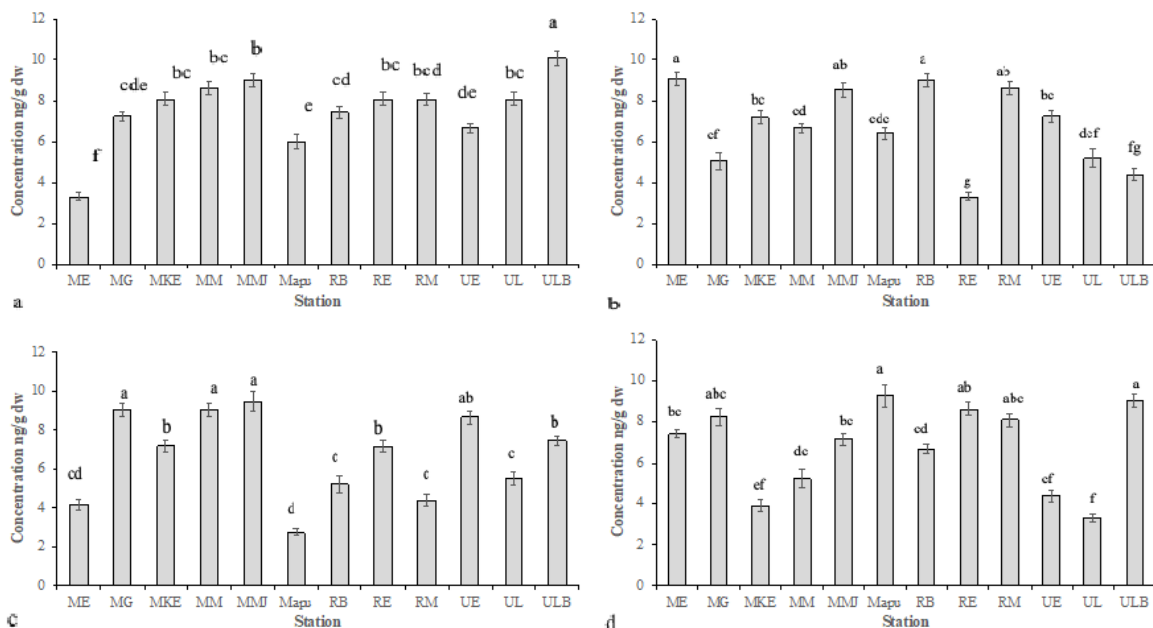 12
10
8
6
4
2
0
Concentration ng/g dw
f cde bc bc b e cd bc bcd de bc a
ME MG MKE MM MMJ Mapu RB RE RM UE UL ULB
Station
a
12
10
8
6
4
2
0
Concentration ng/g dw
a ef bc cd ab cde a g ab bc def fg
ME MG MKE MM MMJ Mapu RB RE RM UE UL ULB
Station
b
12
10
8
6
4
2
0
Concentration ng/g dw
cd a b a a d c b c ab c b
ME MG MKE MM MMJ Mapu RB RE RM UE UL ULB
Station
c
12
10
8
6
4
2
0
Concentration ng/g dw
bc abc ef de bc a cd ab abc ef f a
ME MG MKE MM MMJ Mapu RB RE RM UE UL ULB
Station
d